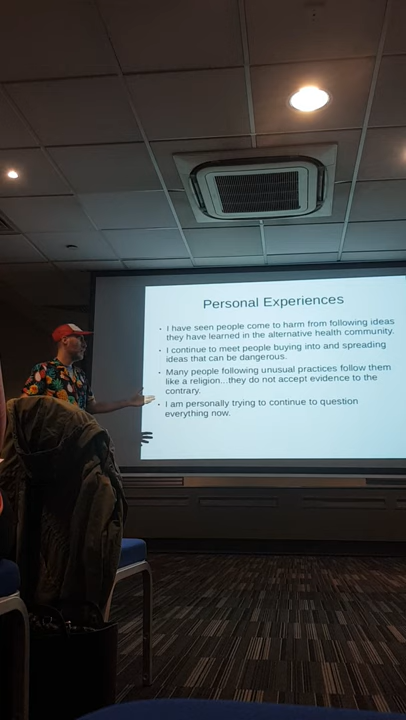 Personal Experiences
• I have seen people come to harm from following ideas
they have learned in the alternative health community.
• I continue to meet people buying into and spreading
ideas that can be dangerous.
• Many people following unusual practices follow them
like a religion...they do not accept evidence to the
contrary.
• I am personally trying to continue to question
everything now.